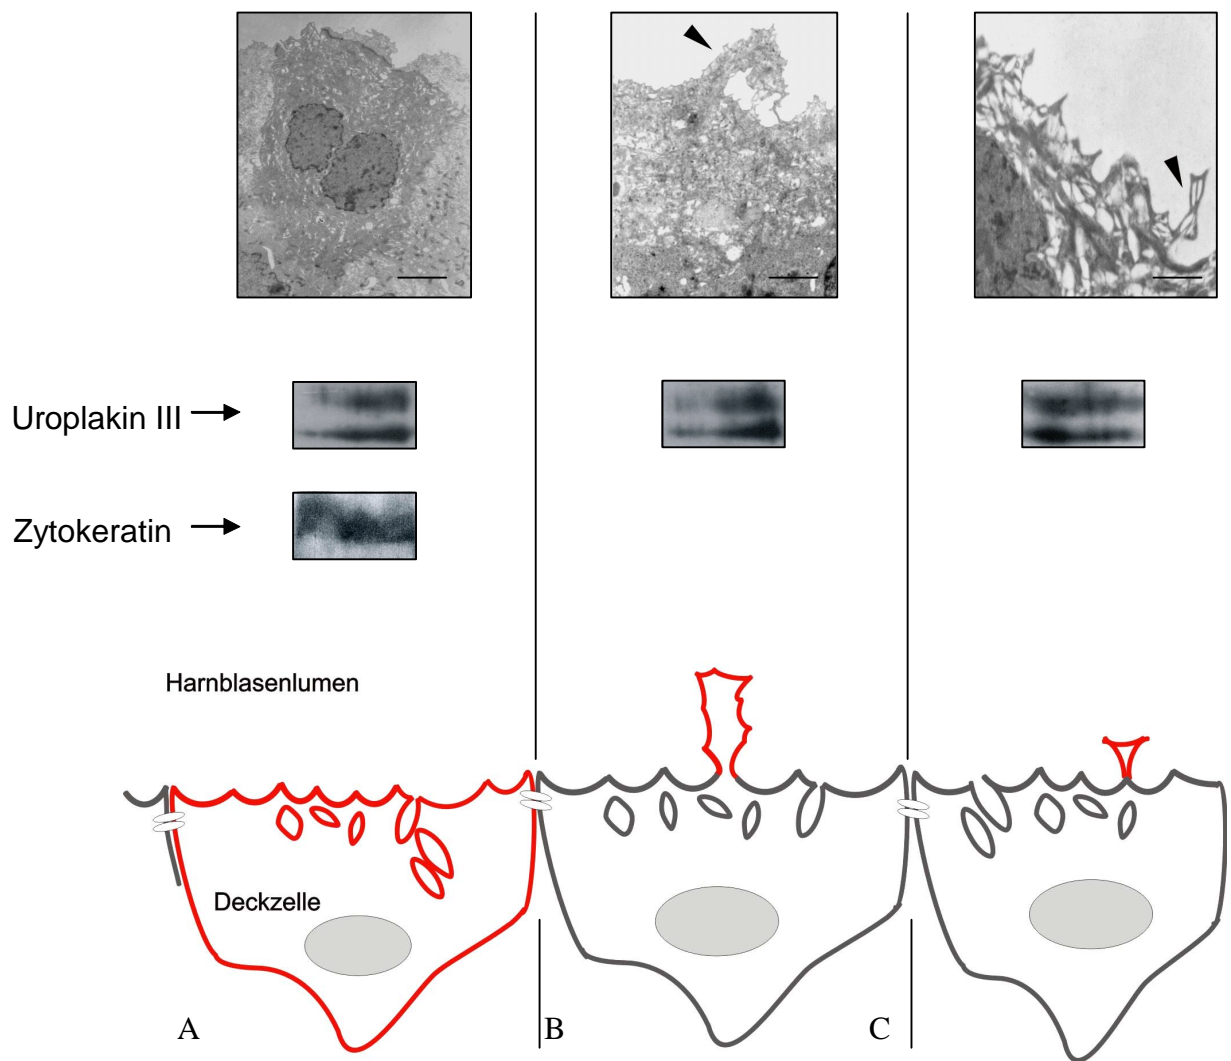 Uroplakin III
Zytokeratin
Harnblasenlumen
Deckzelle
A
B
C